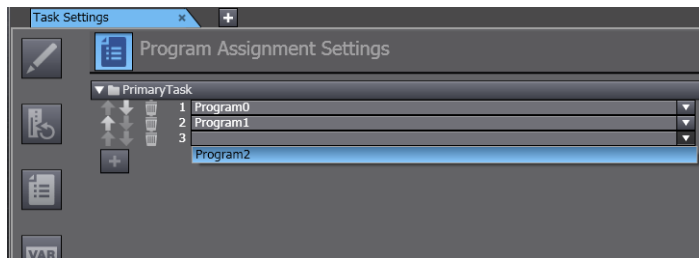 Task Settings × +
Program Assignment Settings
PrimaryTask
1 Program0
2 Program1
3
Program2
+
VAR